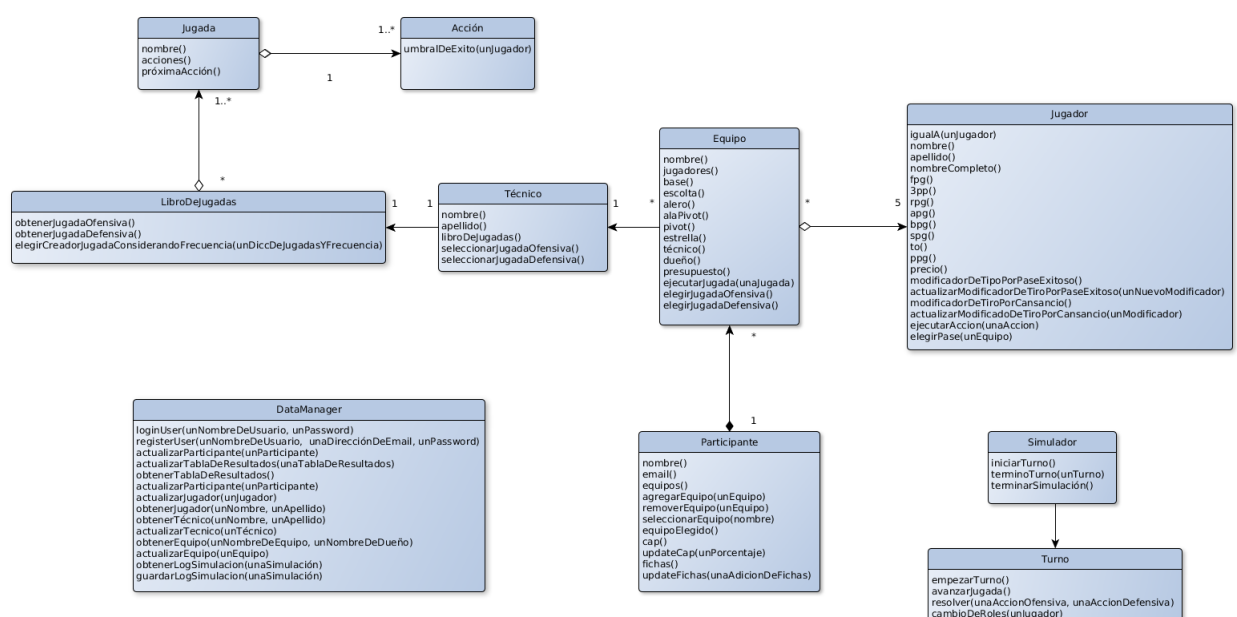 Jugada
nombre()
acciones()
próximaAcción()
1..*
1
Acción
umbralDeExito(unJugador)
1..*
*
LibroDeJugadas
obtenerJugadaOfensiva()
obtenerJugadaDefensiva()
elegirCreadorJugadaConsiderandoFrecuencia(unDiccDeJugadasYFrecuencia)
1
1
Técnico
nombre()
apellido()
libroDeJugadas()
seleccionarJugadaOfensiva()
seleccionarJugadaDefensiva()
1
*
Equipo
nombre()
jugadores()
base()
escolta()
alero()
alaPivot()
pivot()
estrella()
técnico()
dueño()
presupuesto()
ejecutarJugada(unaJugada)
elegirJugadaOfensiva()
elegirJugadaDefensiva()
*
5
Jugador
igualA(unJugador)
nombre()
apellido()
nombreCompleto()
fpg()
3pp()
rpg()
apg()
bpg()
spg()
to()
ppg()
precio()
modificadorDeTipoPorPaseExitoso()
actualizarModificadorDeTiroPorPaseExitoso(unNuevoModificador)
modificadorDeTiroPorCansancio()
actualizarModificadoDeTiroPorCansancio(unModificador)
ejecutarAccion(unaAccion)
elegirPase(unEquipo)
*
1
DataManager
loginUser(unNombreDeUsuario, unPassword)
registerUser(unNombreDeUsuario, unaDirecciónDeEmail, unPassword)
actualizarParticipante(unParticipante)
actualizarTablaDeResultados(unaTablaDeResultados)
obtenerTablaDeResultados()
actualizarParticipante(unParticipante)
actualizarJugador(unJugador)
obtenerJugador(unNombre, unApellido)
obtenerTécnico(unNombre, unApellido)
actualizarTecnico(unTécnico)
obtenerEquipo(unNombreDeEquipo, unNombreDeDueño)
actualizarEquipo(unEquipo)
obtenerLogSimulacion(unaSimulación)
guardarLogSimulacion(unaSimulación)
Participante
nombre()
email()
equipos()
agregarEquipo(unEquipo)
removerEquipo(unEquipo)
seleccionarEquipo(nombre)
equipoElegido()
cap()
updateCap(unPorcentaje)
fichas()
updateFichas(unaAdicionDeFichas)
Simulador
iniciarTurno()
terminoTurno(unTurno)
terminarSimulación()
Turno
empezarTurno()
avanzarJugada()
resolver(unaAccionOfensiva, unaAccionDefensiva)
cambioDeRoles(unJugador)